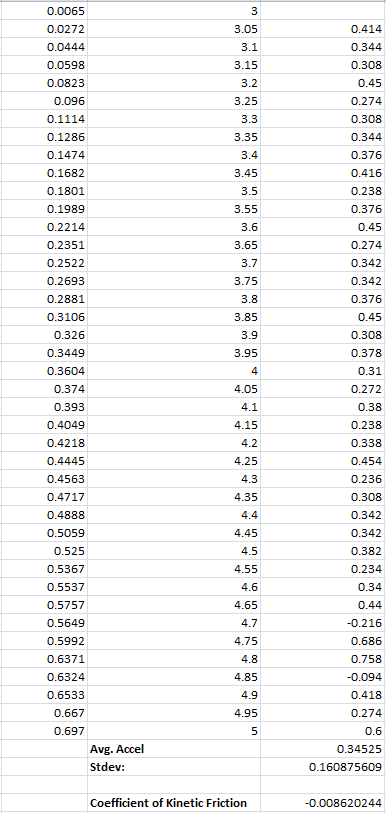 0.0065 3
0.0272 3.05 0.414
0.0444 3.1 0.344
0.0598 3.15 0.308
0.0823 3.2 0.45
0.096 3.25 0.274
0.1114 3.3 0.308
0.1286 3.35 0.344
0.1474 3.4 0.376
0.1682 3.45 0.416
0.1801 3.5 0.238
0.1989 3.55 0.376
0.2214 3.6 0.45
0.2351 3.65 0.274
0.2522 3.7 0.342
0.2693 3.75 0.342
0.2881 3.8 0.376
0.3106 3.85 0.45
0.326 3.9 0.308
0.3449 3.95 0.378
0.3604 4 0.31
0.374 4.05 0.272
0.393 4.1 0.38
0.4049 4.15 0.238
0.4218 4.2 0.338
0.4445 4.25 0.454
0.4563 4.3 0.236
0.4717 4.35 0.308
0.4888 4.4 0.342
0.5059 4.45 0.342
0.525 4.5 0.382
0.5367 4.55 0.234
0.5537 4.6 0.34
0.5757 4.65 0.44
0.5649 4.7 -0.216
0.5992 4.75 0.686
0.6371 4.8 0.758
0.6324 4.85 -0.094
0.6533 4.9 0.418
0.667 4.95 0.274
0.697 5 0.6
Avg. Accel 0.34525
Stdev: 0.160875609
Coefficient of Kinetic Friction -0.008620244